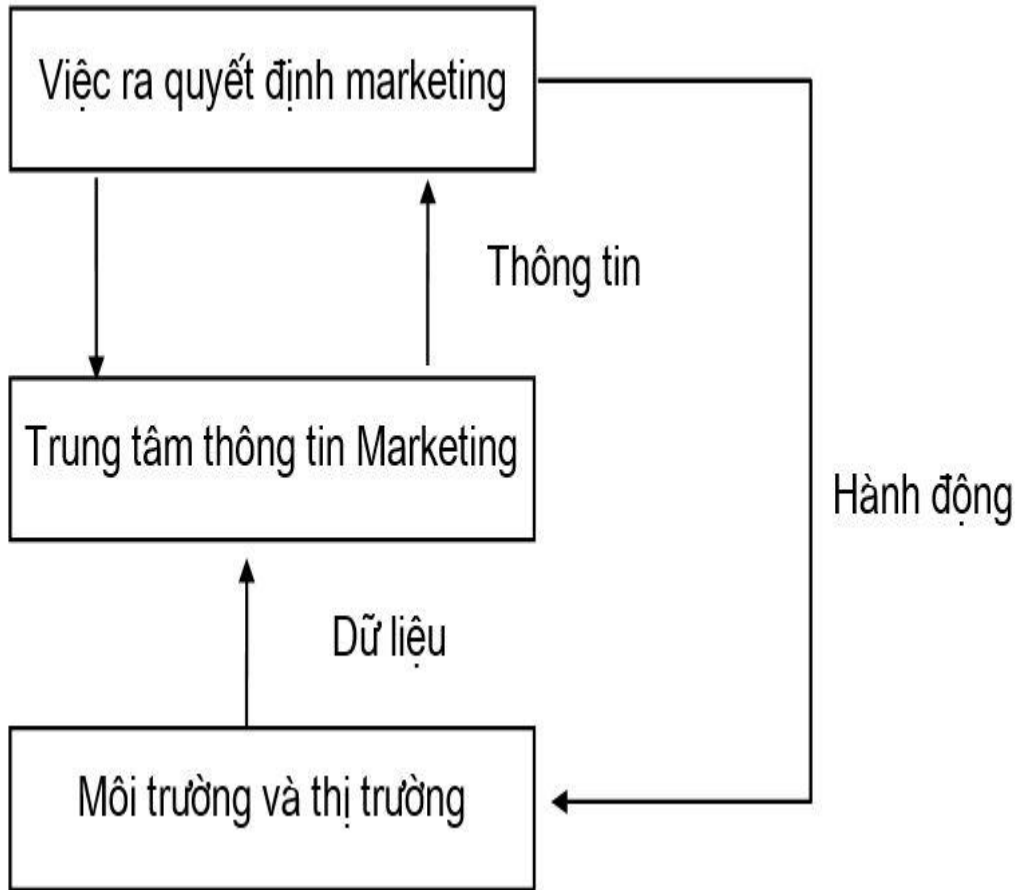 Việc ra quyết định marketing
Thông tin
Trung tâm thông tin Marketing
Hành động
Dữ liệu
Môi trường và thị trường